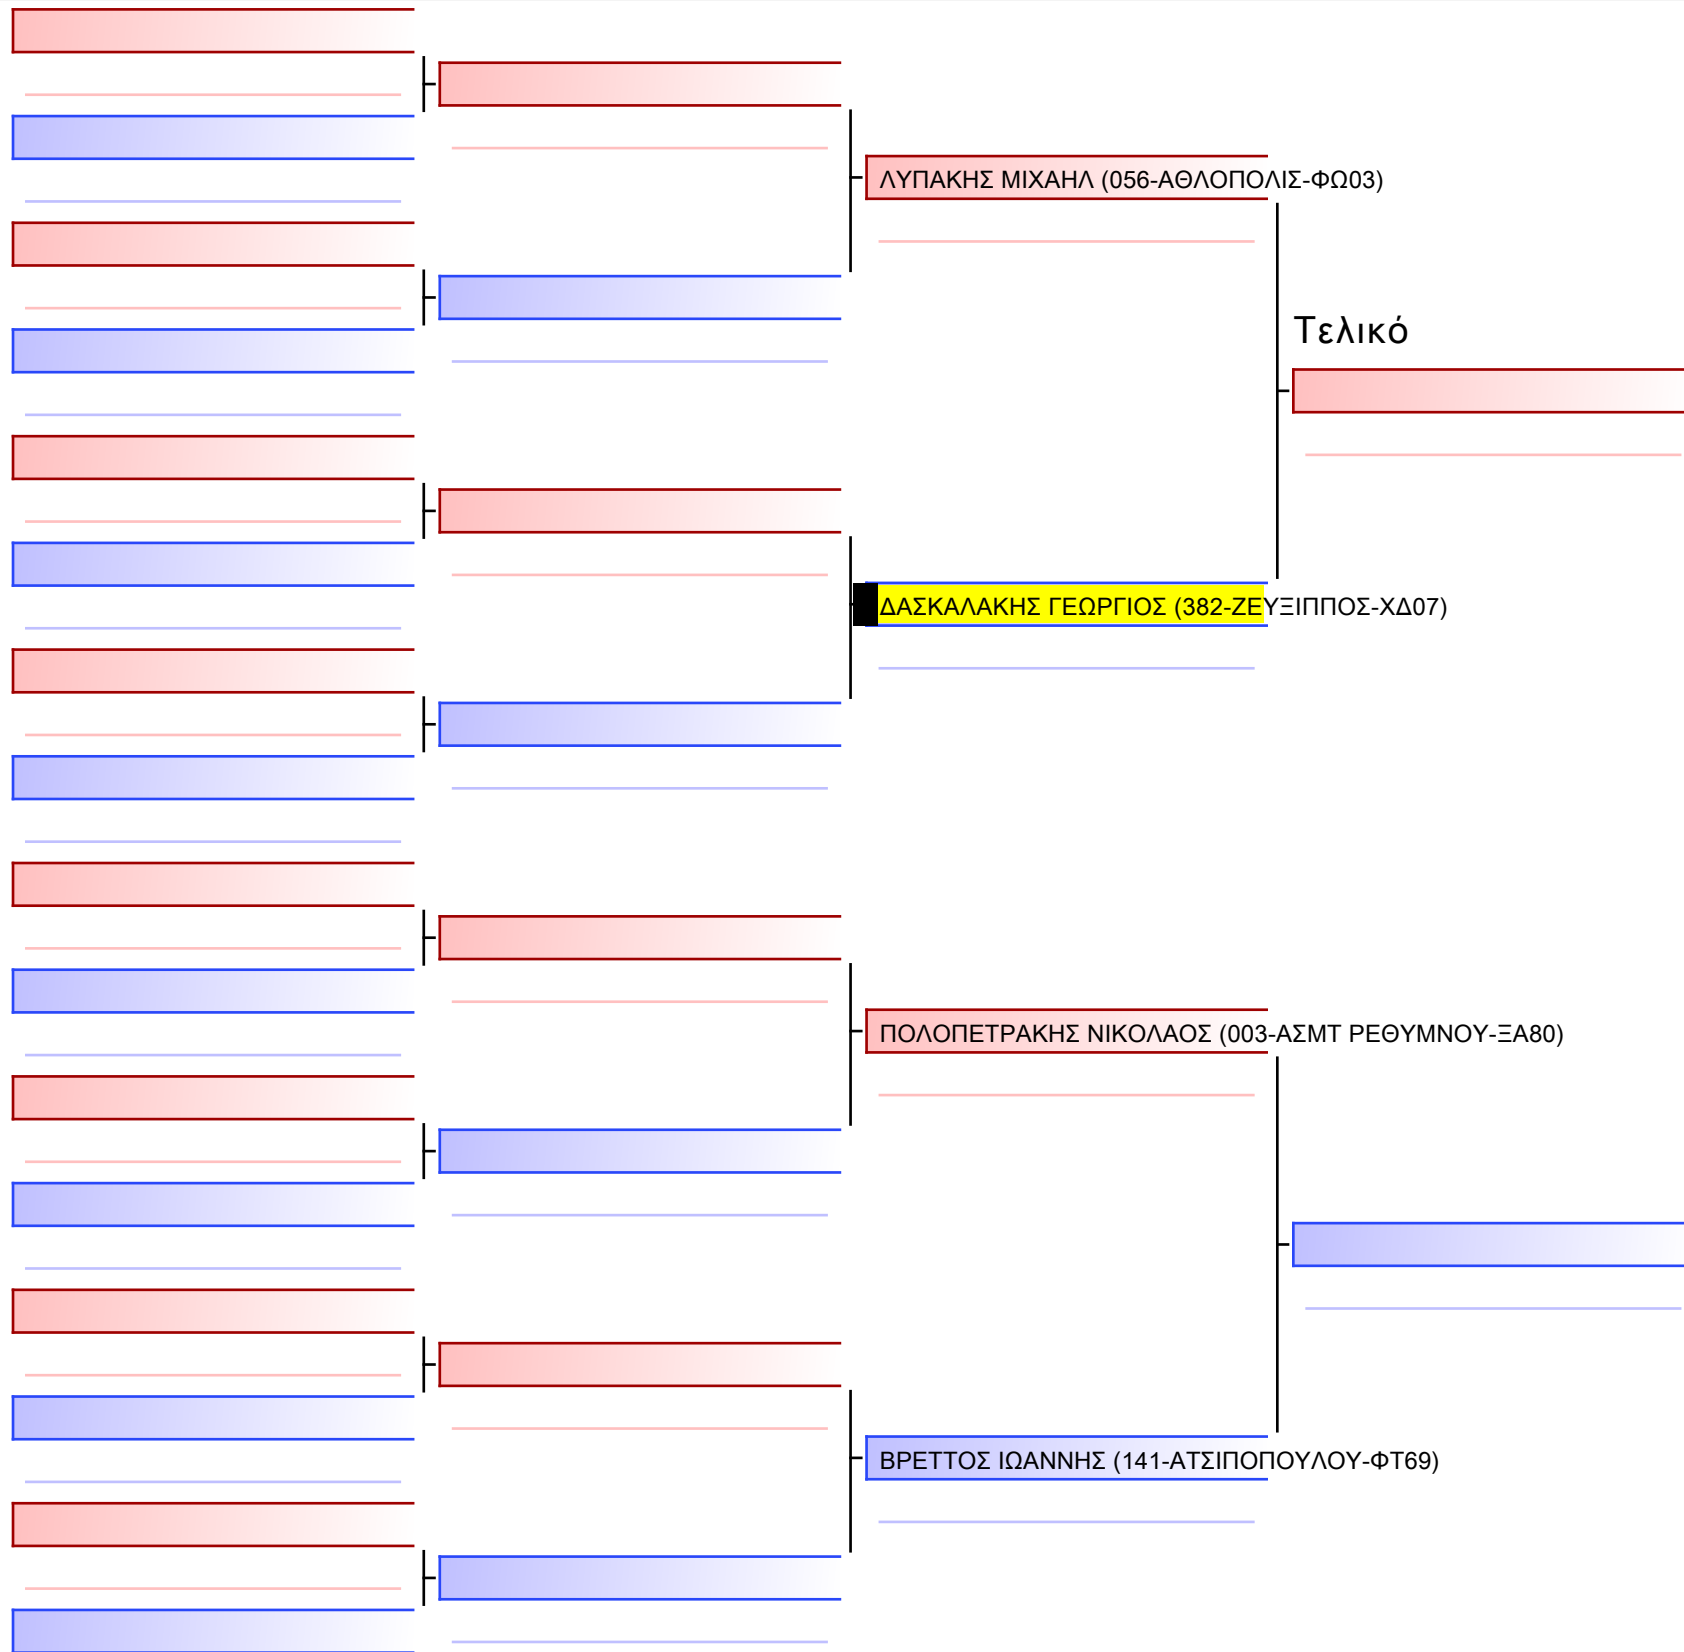 ΛΥΠΑΚΗΣ ΜΙΧΑΗΛ (056-ΑΘΛΟΠΟΛΙΣ-ΦΩ03)
Τελικό
ΔΑΣΚΑΛΑΚΗΣ ΓΕΩΡΓΙΟΣ (382-ΖΕΥΞΙΠΠΟΣ-ΧΔ07)
ΠΟΛΟΠΕΤΡΑΚΗΣ ΝΙΚΟΛΑΟΣ (003-ΑΣΜΤ ΡΕΘΥΜΝΟΥ-ΞΑ80)
ΒΡΕΤΤΟΣ ΙΩΑΝΝΗΣ (141-ΑΤΣΙΠΟΠΟΥΛΟΥ-ΦΤ69)